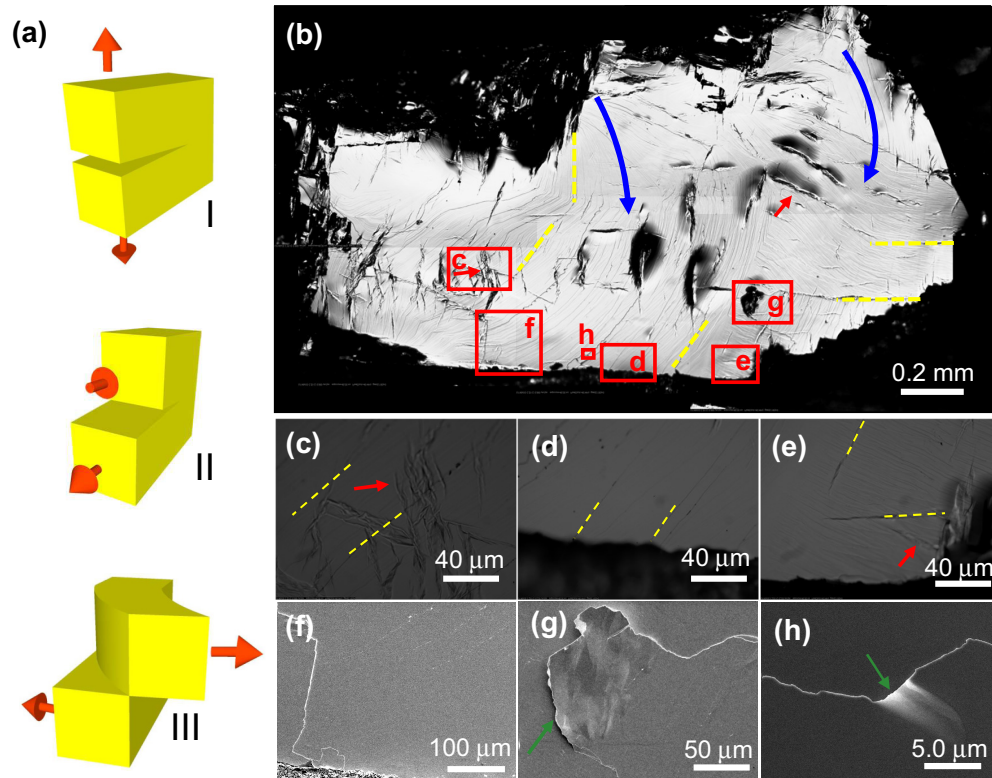 (a)
I
II
III
(b)
c
f
h
d
e
g
0.2 mm
(c)
40 μm
(d)
40 μm
(e)
40 μm
(f)
100 μm
(g)
50 μm
(h)
5.0 μm